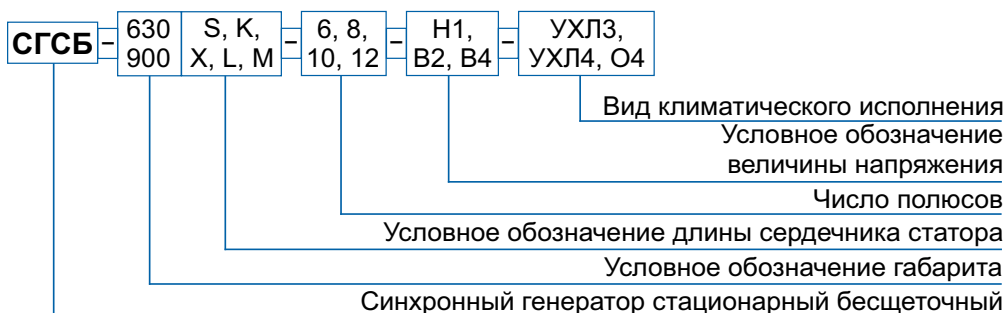 СГСБ – 630 S, K, – 6, 8, – Н1, – УХЛ3,
900 X, L, M 10, 12 В2, В4 УХЛ4, О4
Вид климатического исполнения
Условное обозначение
величины напряжения
Число полюсов
Условное обозначение длины сердечника статора
Условное обозначение габарита
Синхронный генератор стационарный бесщеточный